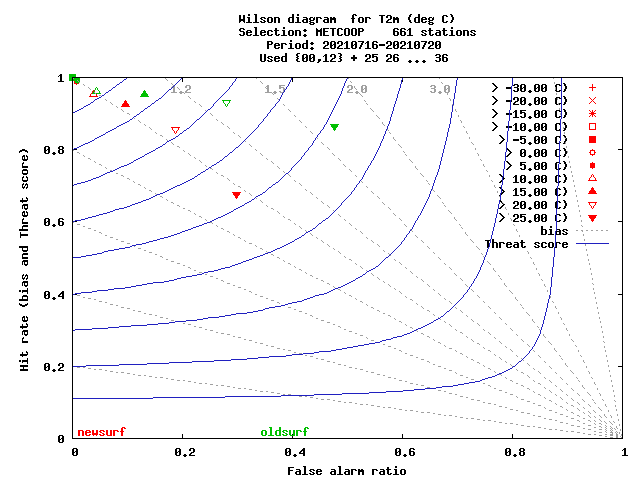 Wilson diagram  for T2m (deg C)
Selection: METCOOP    661 stations
Period: 20210716-20210720
Used {00,12} + 25 26 ... 36
1.2
1.5
2.0
3.0
> -30.00 C)
> -20.00 C)
> -15.00 C)
> -10.00 C)
> -5.00 C)
> 0.00 C)
> 5.00 C)
> 10.00 C)
> 15.00 C)
> 20.00 C)
> 25.00 C)
bias
Threat score
Hit rate (bias and Threat score)
1
0.8
0.6
0.4
0.2
0
newsurf
oldsurf
0
0.2
0.4
0.6
0.8
1
False alarm ratio